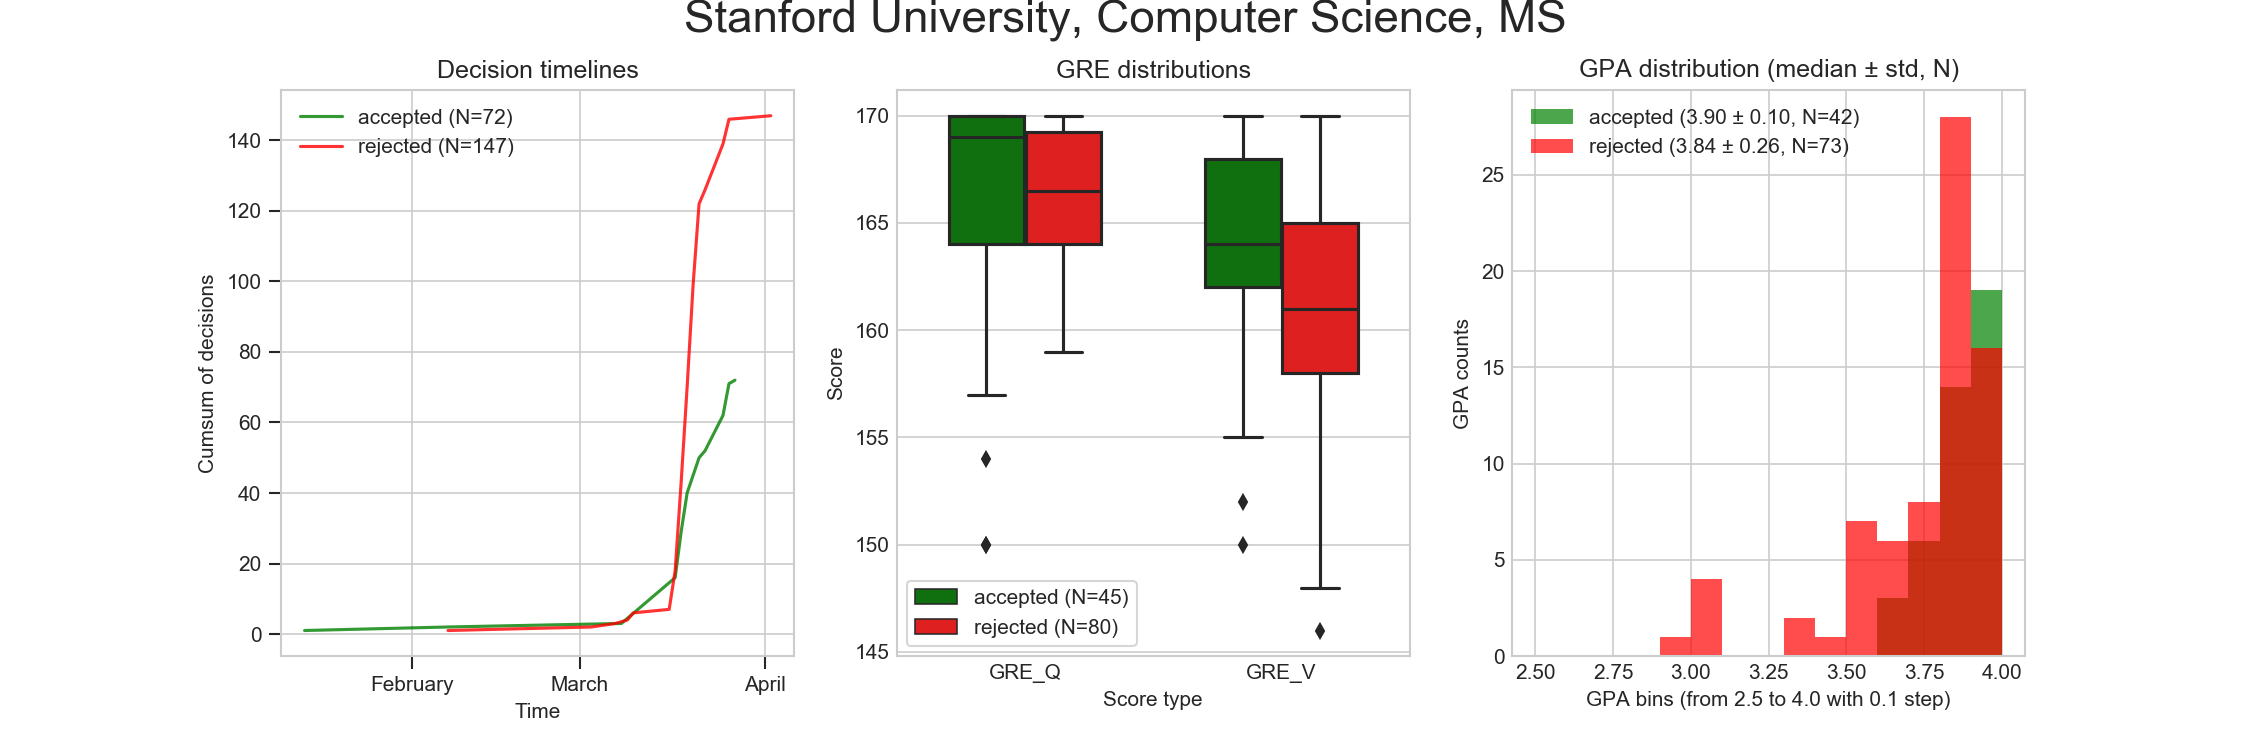 Stanford University, Computer Science, MS
Decision timelines
accepted (N=72)
rejected (N=147)
140
120
100
80
60
40
20
0
Cumsum of decisions
February
March
April
Time
GRE distributions
170
165
160
155
150
145
Score
accepted (N=45)
rejected (N=80)
GRE_Q
GRE_V
Score type
GPA distribution (median ± std, N)
accepted (3.90 ± 0.10, N=42)
rejected (3.84 ± 0.26, N=73)
25
20
15
10
5
0
GPA counts
2.50
2.75
3.00
3.25
3.50
3.75
4.00
GPA bins (from 2.5 to 4.0 with 0.1 step)